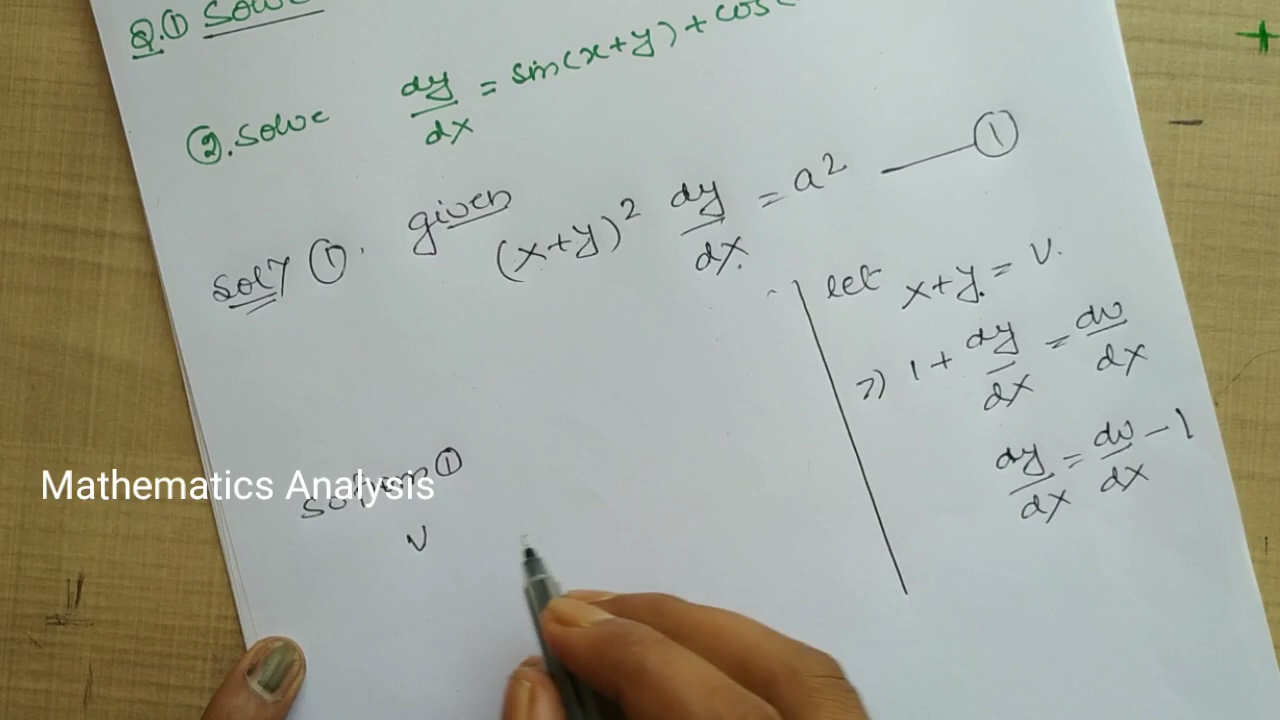 Q.① Solve
②. Solve dy/dx = sin(x+y) + cos(
Sol? ①. given (x+y)² dy/dx = a² — ①
let x+y = v.
⇒ 1 + dy/dx = dv/dx
dy/dx = dv/dx - 1
①
v
Mathematics Analysis